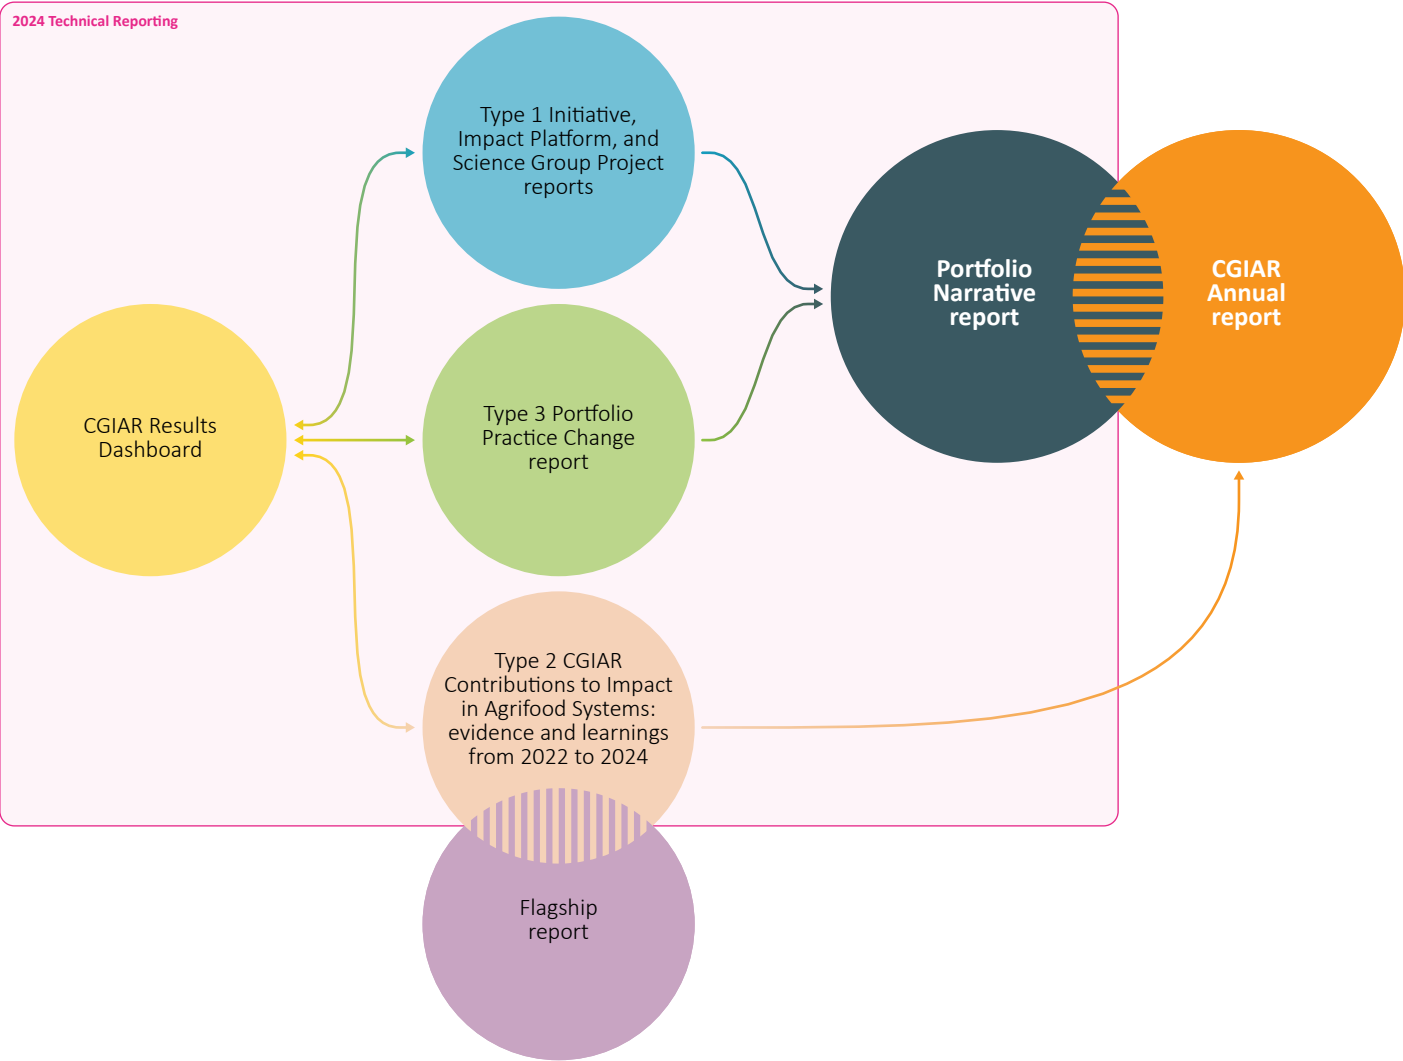 2024 Technical Reporting
Type 1 Initiative,
Impact Platform, and
Science Group Project
reports
Portfolio
Narrative
report
CGIAR
Annual
report
CGIAR Results
Dashboard
Type 3 Portfolio
Practice Change
report
Type 2 CGIAR
Contributions to Impact
in Agrifood Systems:
evidence and learnings
from 2022 to 2024
Flagship
report